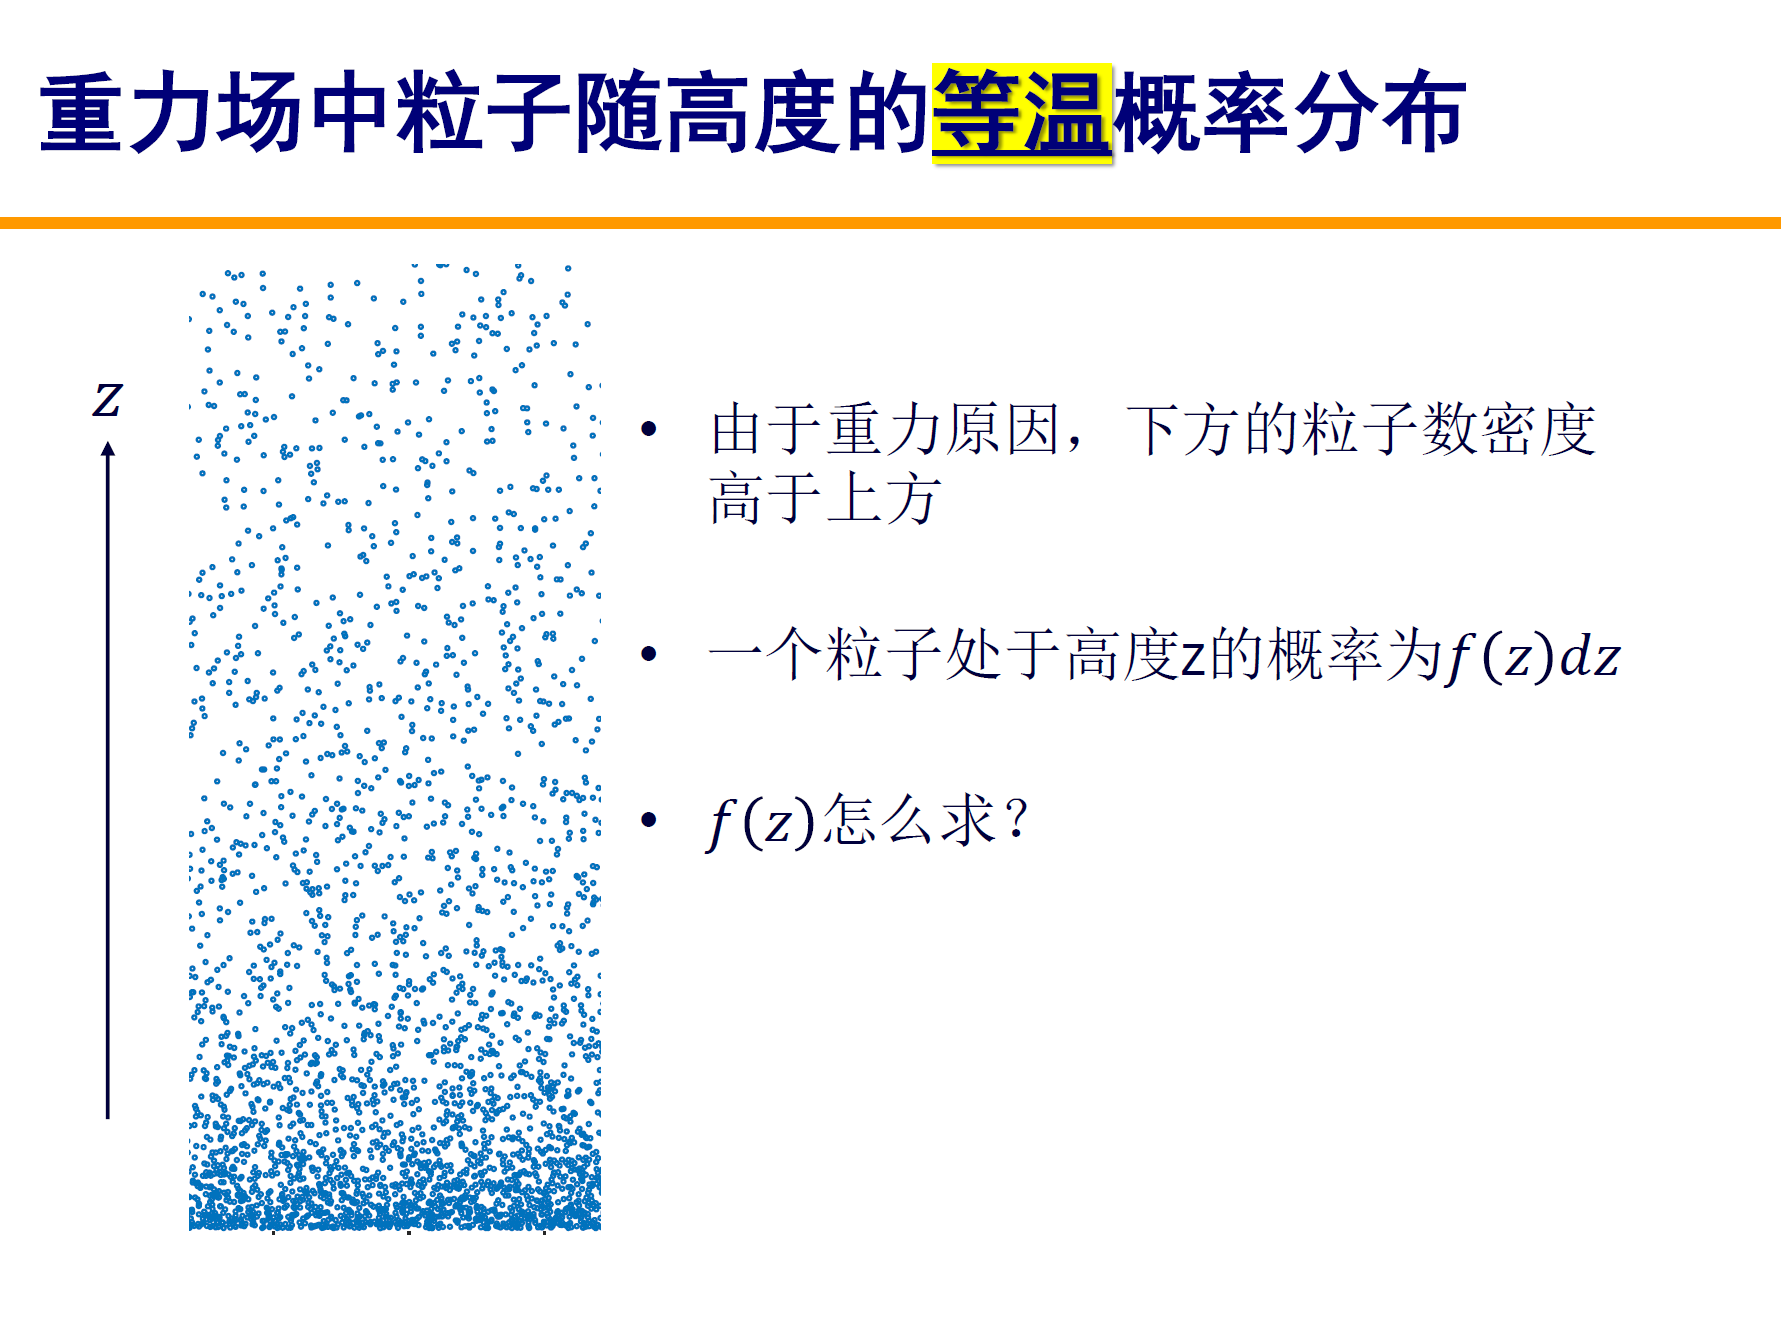 重力场中粒子随高度的等温概率分布
z
• 由于重力原因，下方的粒子数密度
高于上方
• 一个粒子处于高度z的概率为f(z)dz
• f(z)怎么求？